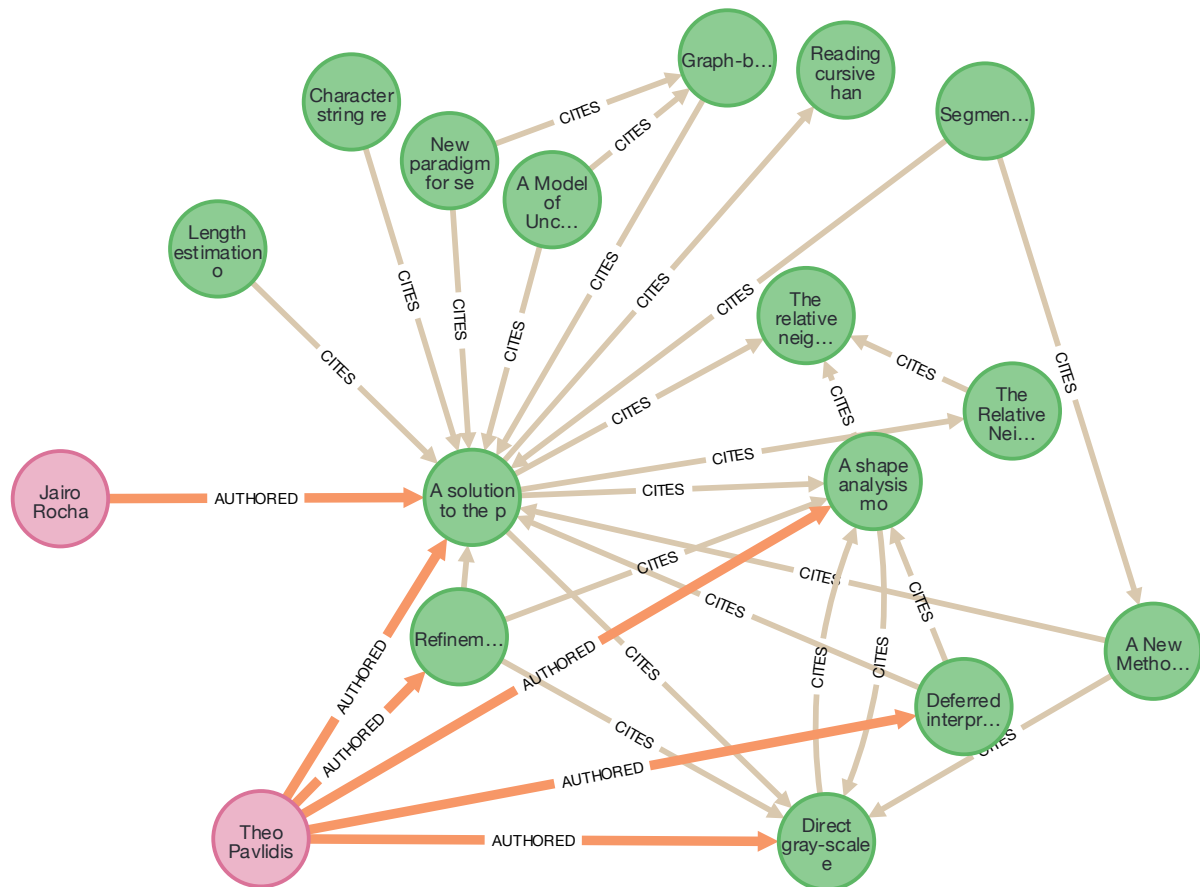 Graph-b…
Reading
cursive
han
Character
string re
Segmen…
CITES
New
paradigm
for se
CITES
A Model
of
Unc…
Length
estimation
o
CITES
CITES
CITES
CITES
CITES
CITES
The
relative
neig…
CITES
CITES
CITES
CITES
CITES
CITES
The
Relative
Nei…
CITES
A shape
analysis
mo
CITES
Jairo
Rocha
AUTHORED
A solution
to the p
CITES
CITES
CITES
CITES
CITES
Refinem…
A New
Metho…
AUTHORED
AUTHORED
CITES
CITES
CITES
Deferred
interpr…
AUTHORED
CITES
CITES
AUTHORED
Theo
Pavlidis
AUTHORED
Direct
gray-scale
e